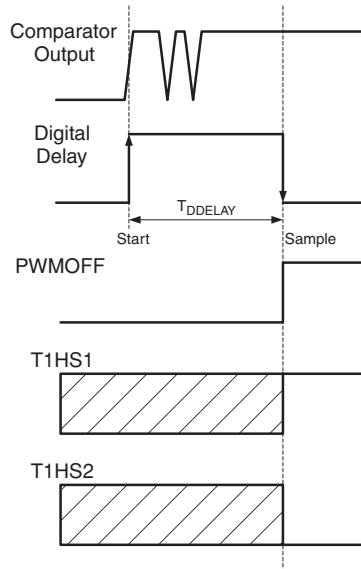 Comparator
Output
Digital
Delay
TDDELAY
Start
Sample
PWMOFF
T1HS1
T1HS2